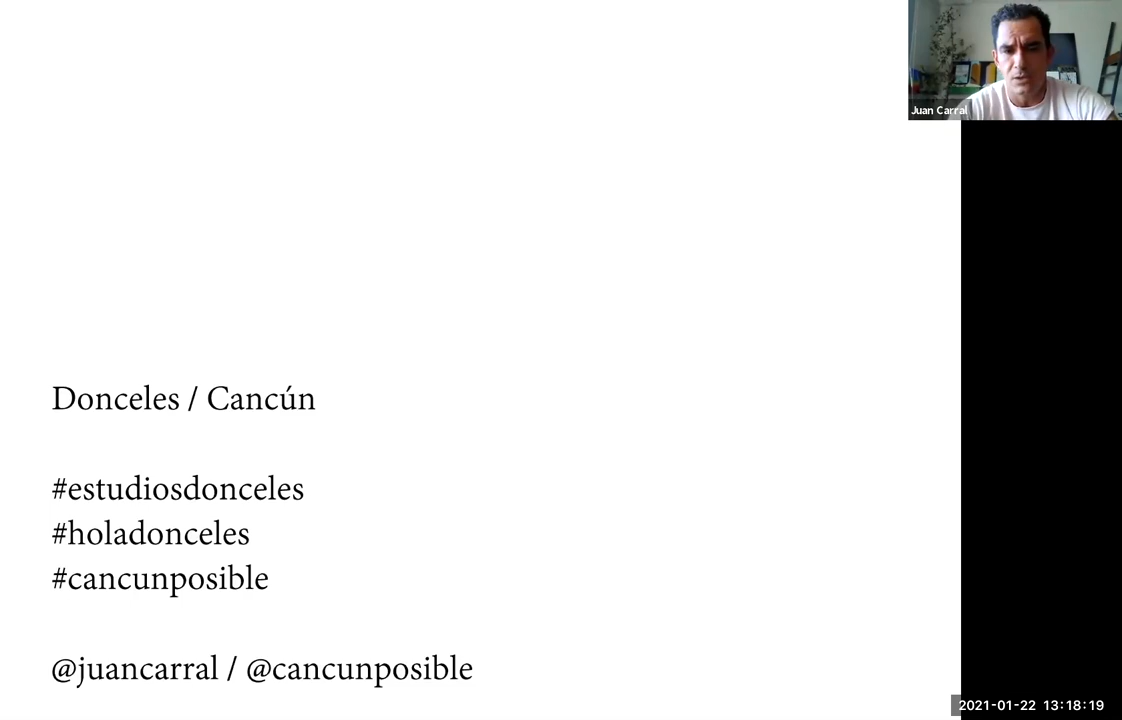 Juan Carral
Donceles / Cancún
#estudiosdonceles
#holadonceles
#cancunposible
@juancarral / @cancunposible
2021-01-22 13:18:19